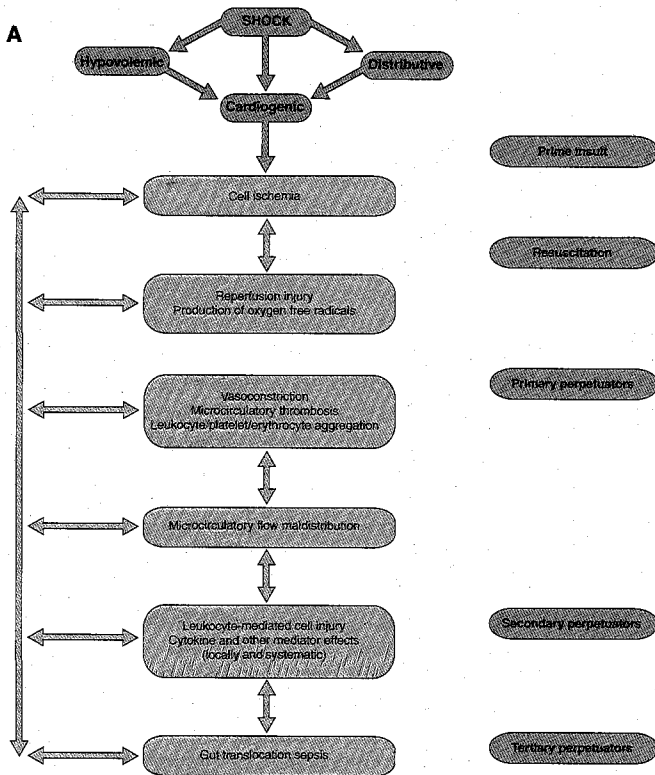 A
SHOCK
Hypovolemic
Distributive
Cardiogenic
Prime insult
Cell ischemia
Resuscitation
Reperfusion injury
Production of oxygen free radicals
Primary perpetuators
Vasoconstriction
Microcirculatory thrombosis
Leukocyte/platelet/erythrocyte aggregation
Microcirculatory flow maldistribution
Leukocyte-mediated cell injury
Cytokine and other mediator effects
(locally and systematic)
Secondary perpetuators
Gut translocation sepsis
Tertiary perpetuators